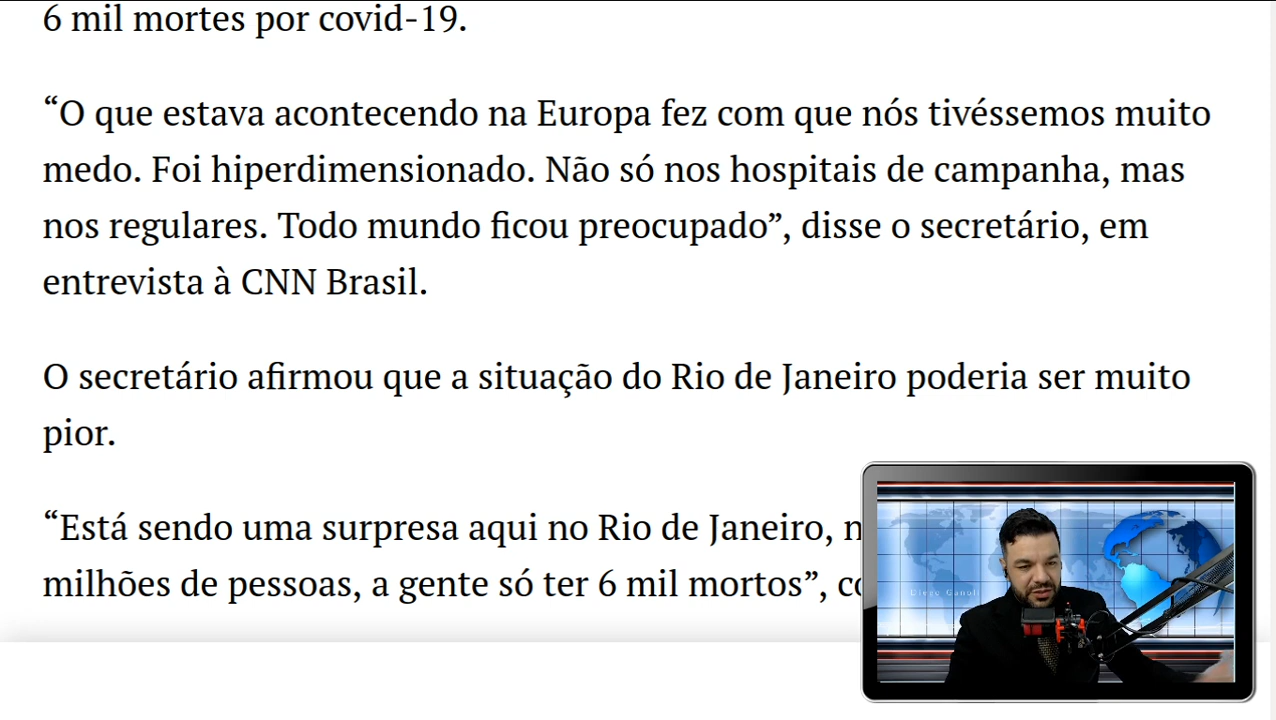 6 mil mortes por covid-19.
“O que estava acontecendo na Europa fez com que nós tivéssemos muito
medo. Foi hiperdimensionado. Não só nos hospitais de campanha, mas
nos regulares. Todo mundo ficou preocupado”, disse o secretário, em
entrevista à CNN Brasil.
O secretário afirmou que a situação do Rio de Janeiro poderia ser muito
pior.
“Está sendo uma surpresa aqui no Rio de Janeiro,
milhões de pessoas, a gente só ter 6 mil mortos”,